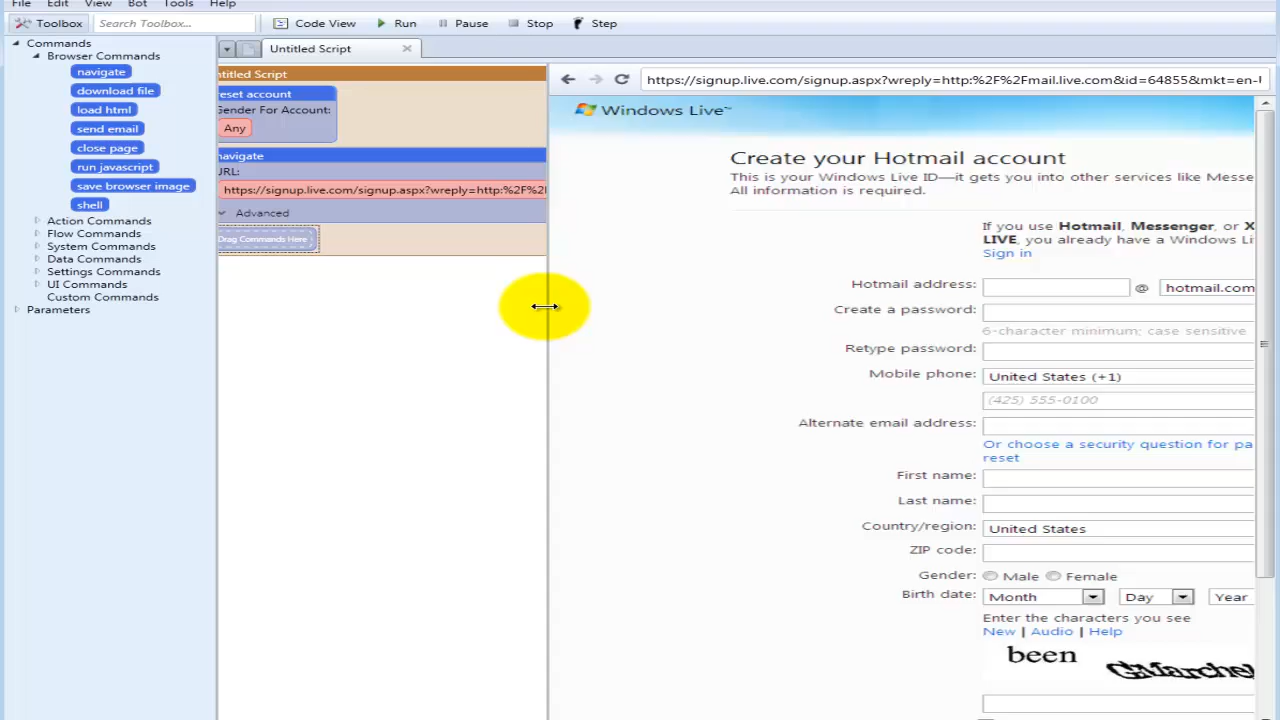 File Edit View Bot Tools Help
Toolbox Search Toolbox... Code View Run Pause Stop Step
Commands
Browser Commands
navigate
download file
load html
send email
close page
run javascript
save browser image
shell
Action Commands
Flow Commands
System Commands
Data Commands
Settings Commands
UI Commands
Custom Commands
Parameters
Untitled Script
ntitled Script
eset account
Gender For Account:
Any
navigate
URL:
https://signup.live.com/signup.aspx?wreply=http:%2F%2
Advanced
Drag Commands Here
https://signup.live.com/signup.aspx?wreply=http:%2F%2Fmail.live.com&id=64855&mkt=en-
Windows Live™
Create your Hotmail account
This is your Windows Live ID—it gets you into other services like Messe
All information is required.
If you use Hotmail, Messenger, or X
LIVE, you already have a Windows Li
Sign in
Hotmail address: @ hotmail.com
Create a password:
6-character minimum; case sensitive
Retype password:
Mobile phone: United States (+1)
(425) 555-0100
Alternate email address:
Or choose a security question for pa
reset
First name:
Last name:
Country/region: United States
ZIP code:
Gender: Male Female
Birth date: Month Day Year
Enter the characters you see
New | Audio | Help
been